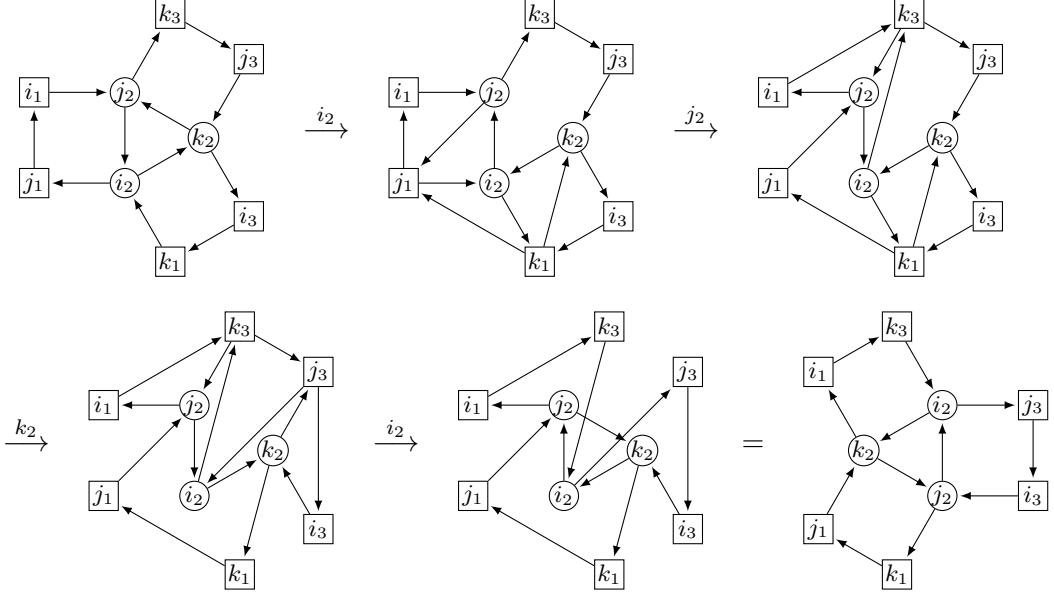 k₃ k₃ k₃
j₃ j₃ j₃
i₁ j₂ i₁ j₂ i₁ j₂
i₂ j₂
k₂ k₂ k₂
j₁ i₂ j₁ i₂ j₁ i₂
i₃ i₃ i₃
k₁ k₁ k₁
k₃ k₃ k₃
j₃ j₃ i₁
i₁ j₂ i₁ j₂ i₂ j₃
k₂ k₂ i₂ k₂ = k₂
j₁ i₂ j₁ i₂ j₂ i₃
i₃ i₃ j₁
k₁ k₁ k₁